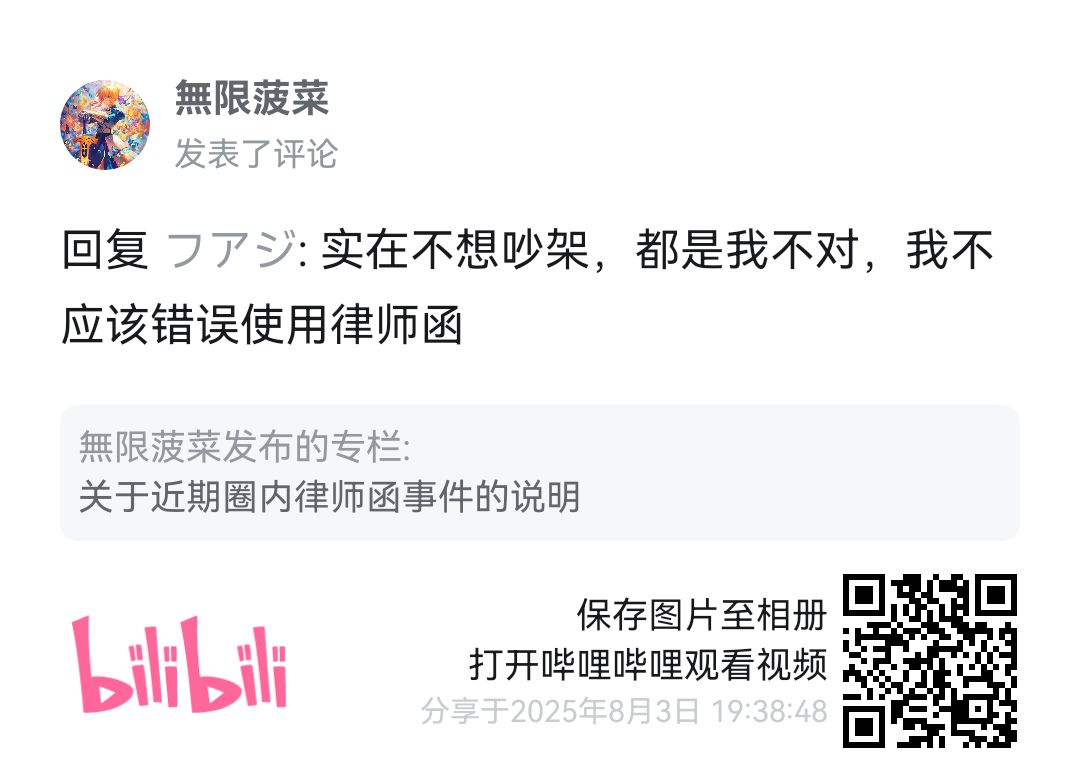 無限菠菜
发表了评论
回复 フアジ: 实在不想吵架，都是我不对，我不
应该错误使用律师函
無限菠菜发布的专栏:
关于近期圈内律师函事件的说明
bilibili
保存图片至相册
打开哔哩哔哩观看视频
分享于2025年8月3日 19:38:48